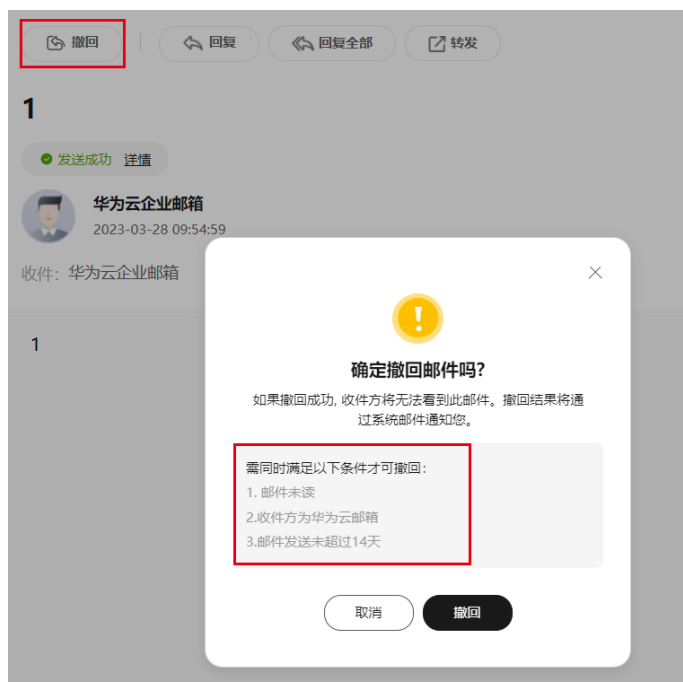 撤回
回复
回复全部
转发
1
发送成功 详情
华为云企业邮箱
2023-03-28 09:54:59
收件: 华为云企业邮箱
1
确定撤回邮件吗?
如果撤回成功, 收件方将无法看到此邮件。撤回结果将通
过系统邮件通知您。
需同时满足以下条件才可撤回:
1. 邮件未读
2.收件方为华为云邮箱
3.邮件发送未超过14天
取消
撤回